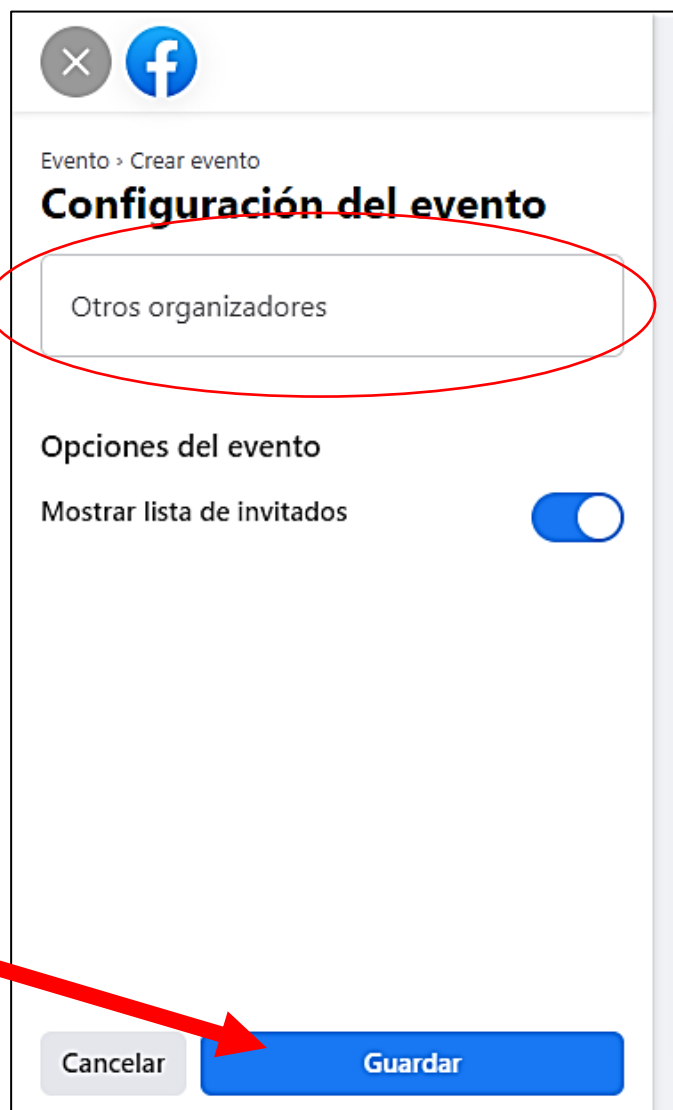 Evento › Crear evento
Configuración del evento
Otros organizadores
Opciones del evento
Mostrar lista de invitados
Cancelar
Guardar